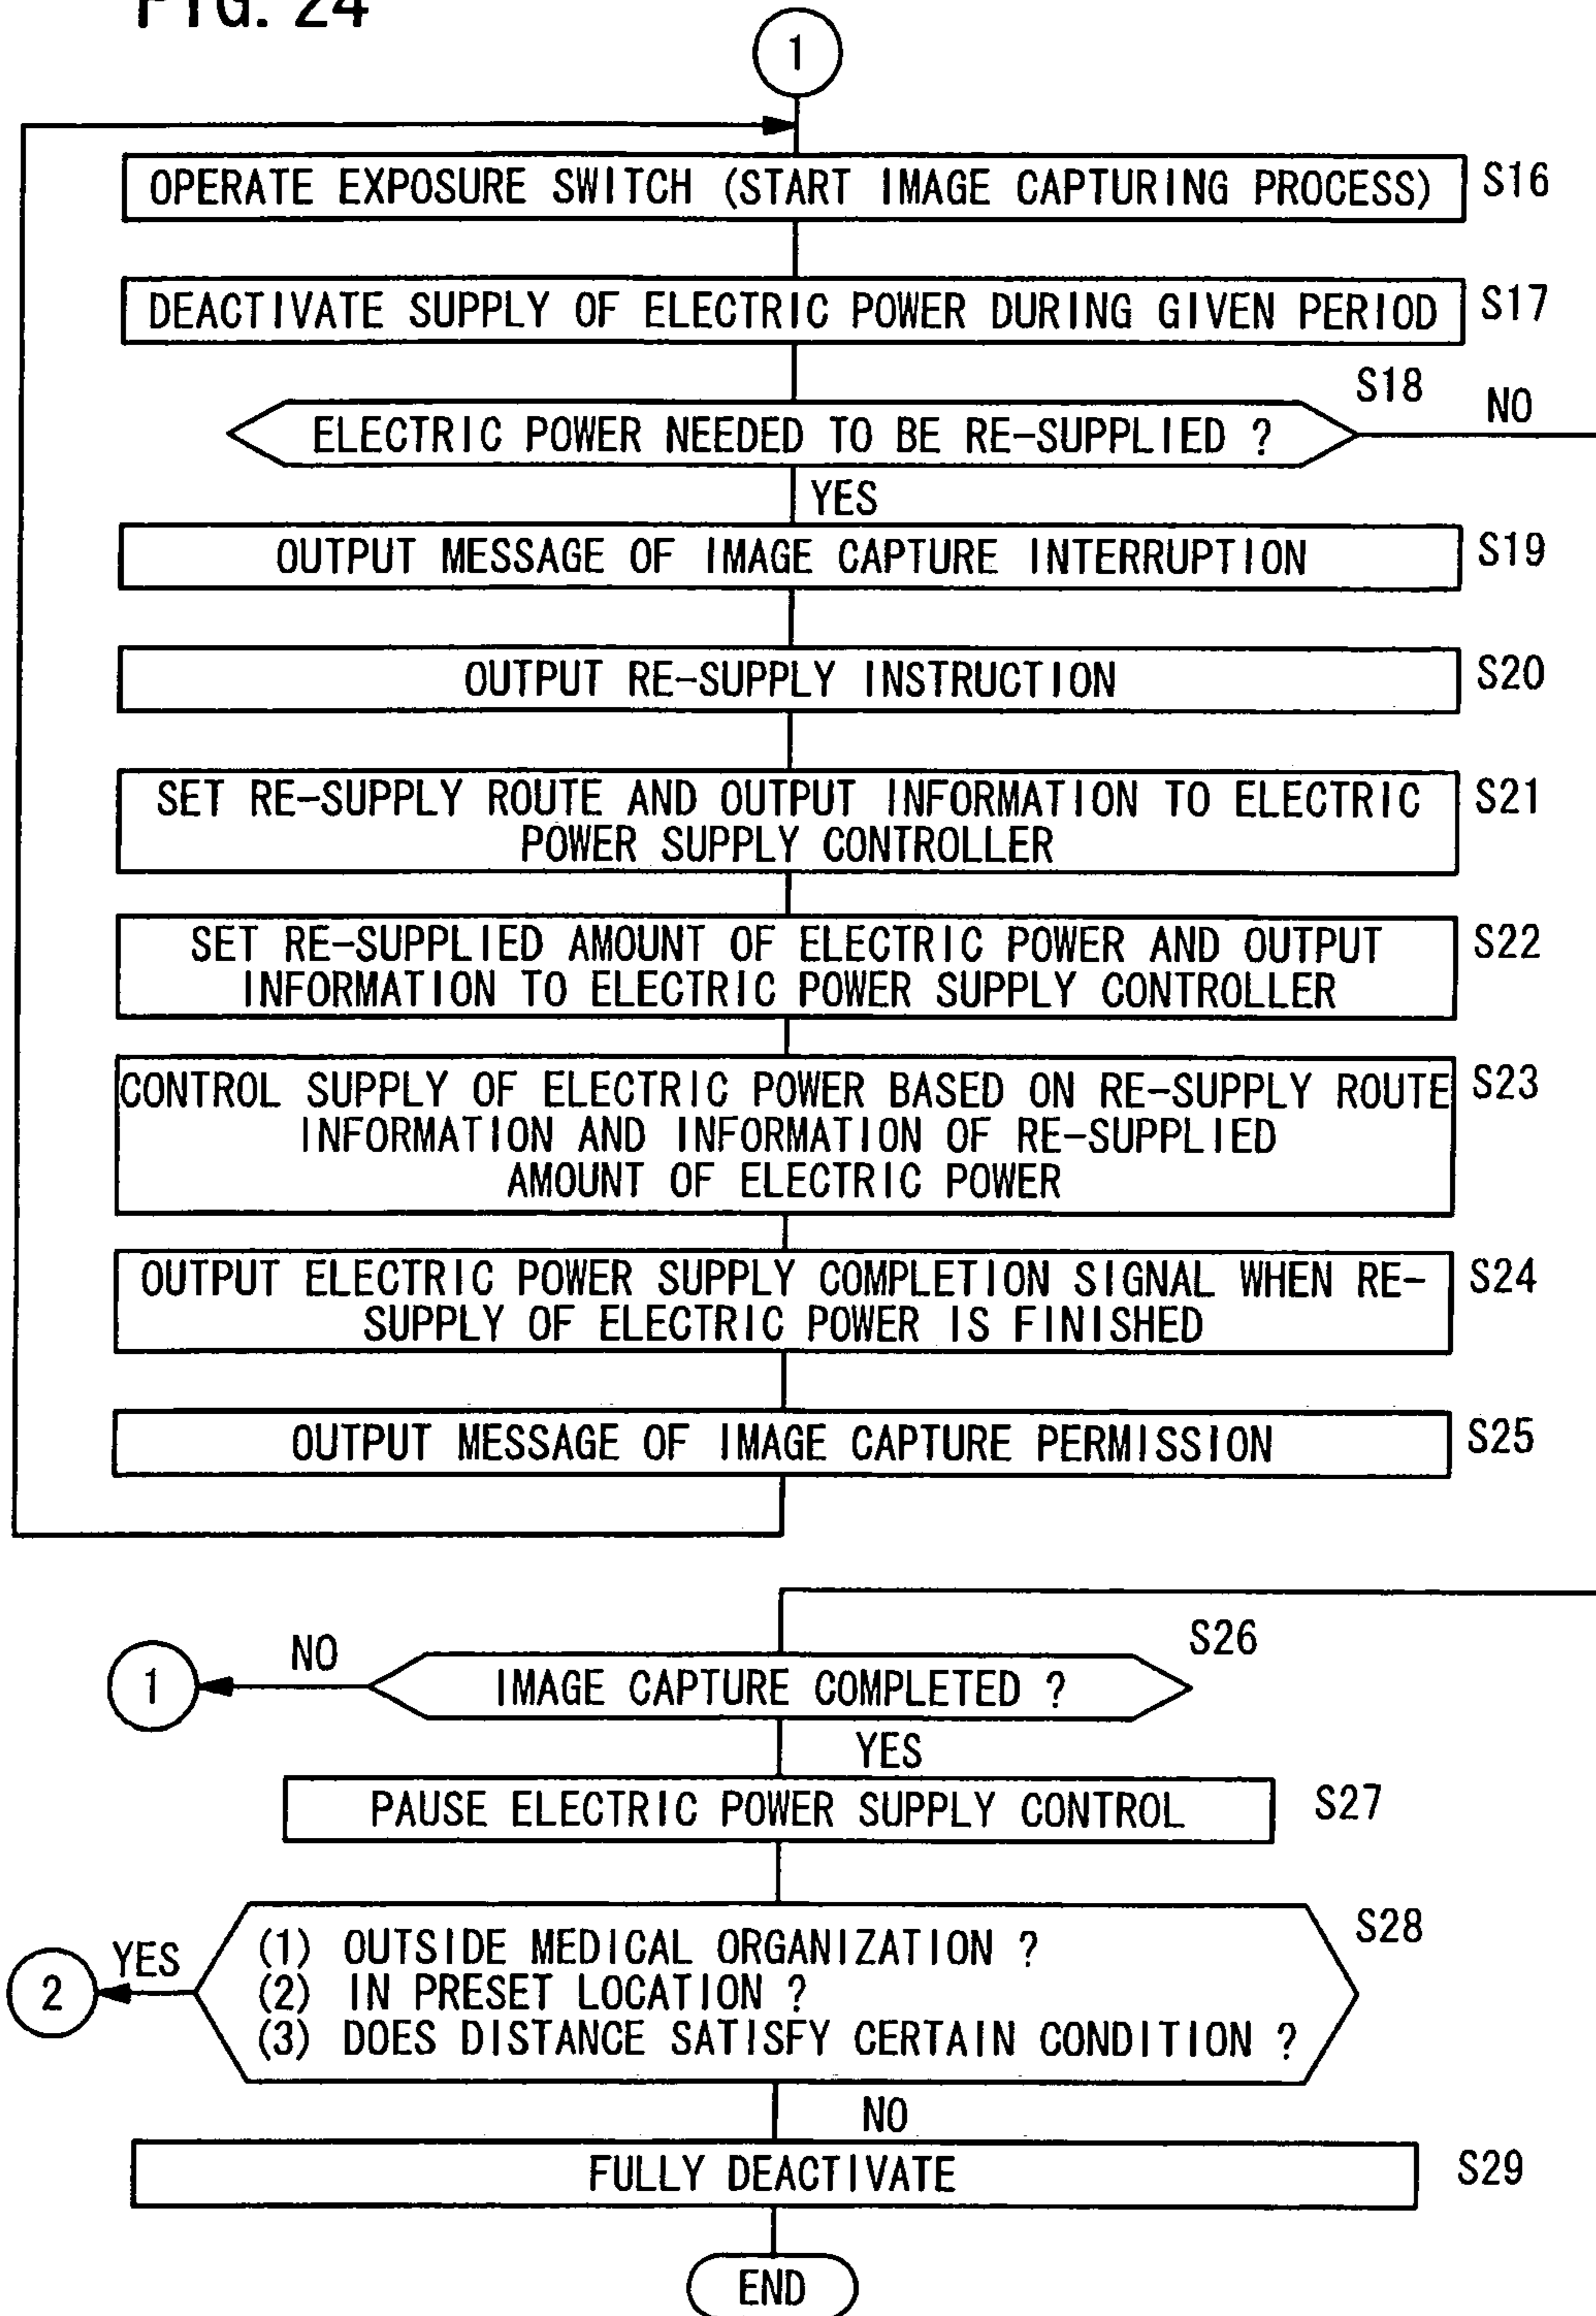 FIG. 24
1
OPERATE EXPOSURE SWITCH (START IMAGE CAPTURING PROCESS)
S16
DEACTIVATE SUPPLY OF ELECTRIC POWER DURING GIVEN PERIOD
S17
S18
ELECTRIC POWER NEEDED TO BE RE-SUPPLIED ?
NO
YES
OUTPUT MESSAGE OF IMAGE CAPTURE INTERRUPTION
S19
OUTPUT RE-SUPPLY INSTRUCTION
S20
SET RE-SUPPLY ROUTE AND OUTPUT INFORMATION TO ELECTRIC
POWER SUPPLY CONTROLLER
S21
SET RE-SUPPLIED AMOUNT OF ELECTRIC POWER AND OUTPUT
INFORMATION TO ELECTRIC POWER SUPPLY CONTROLLER
S22
CONTROL SUPPLY OF ELECTRIC POWER BASED ON RE-SUPPLY ROUTE
INFORMATION AND INFORMATION OF RE-SUPPLIED
AMOUNT OF ELECTRIC POWER
S23
OUTPUT ELECTRIC POWER SUPPLY COMPLETION SIGNAL WHEN RE-
SUPPLY OF ELECTRIC POWER IS FINISHED
S24
OUTPUT MESSAGE OF IMAGE CAPTURE PERMISSION
S25
S26
NO
1
IMAGE CAPTURE COMPLETED ?
YES
PAUSE ELECTRIC POWER SUPPLY CONTROL
S27
S28
YES
2
(1) OUTSIDE MEDICAL ORGANIZATION ?
(2) IN PRESET LOCATION ?
(3) DOES DISTANCE SATISFY CERTAIN CONDITION ?
NO
FULLY DEACTIVATE
S29
END